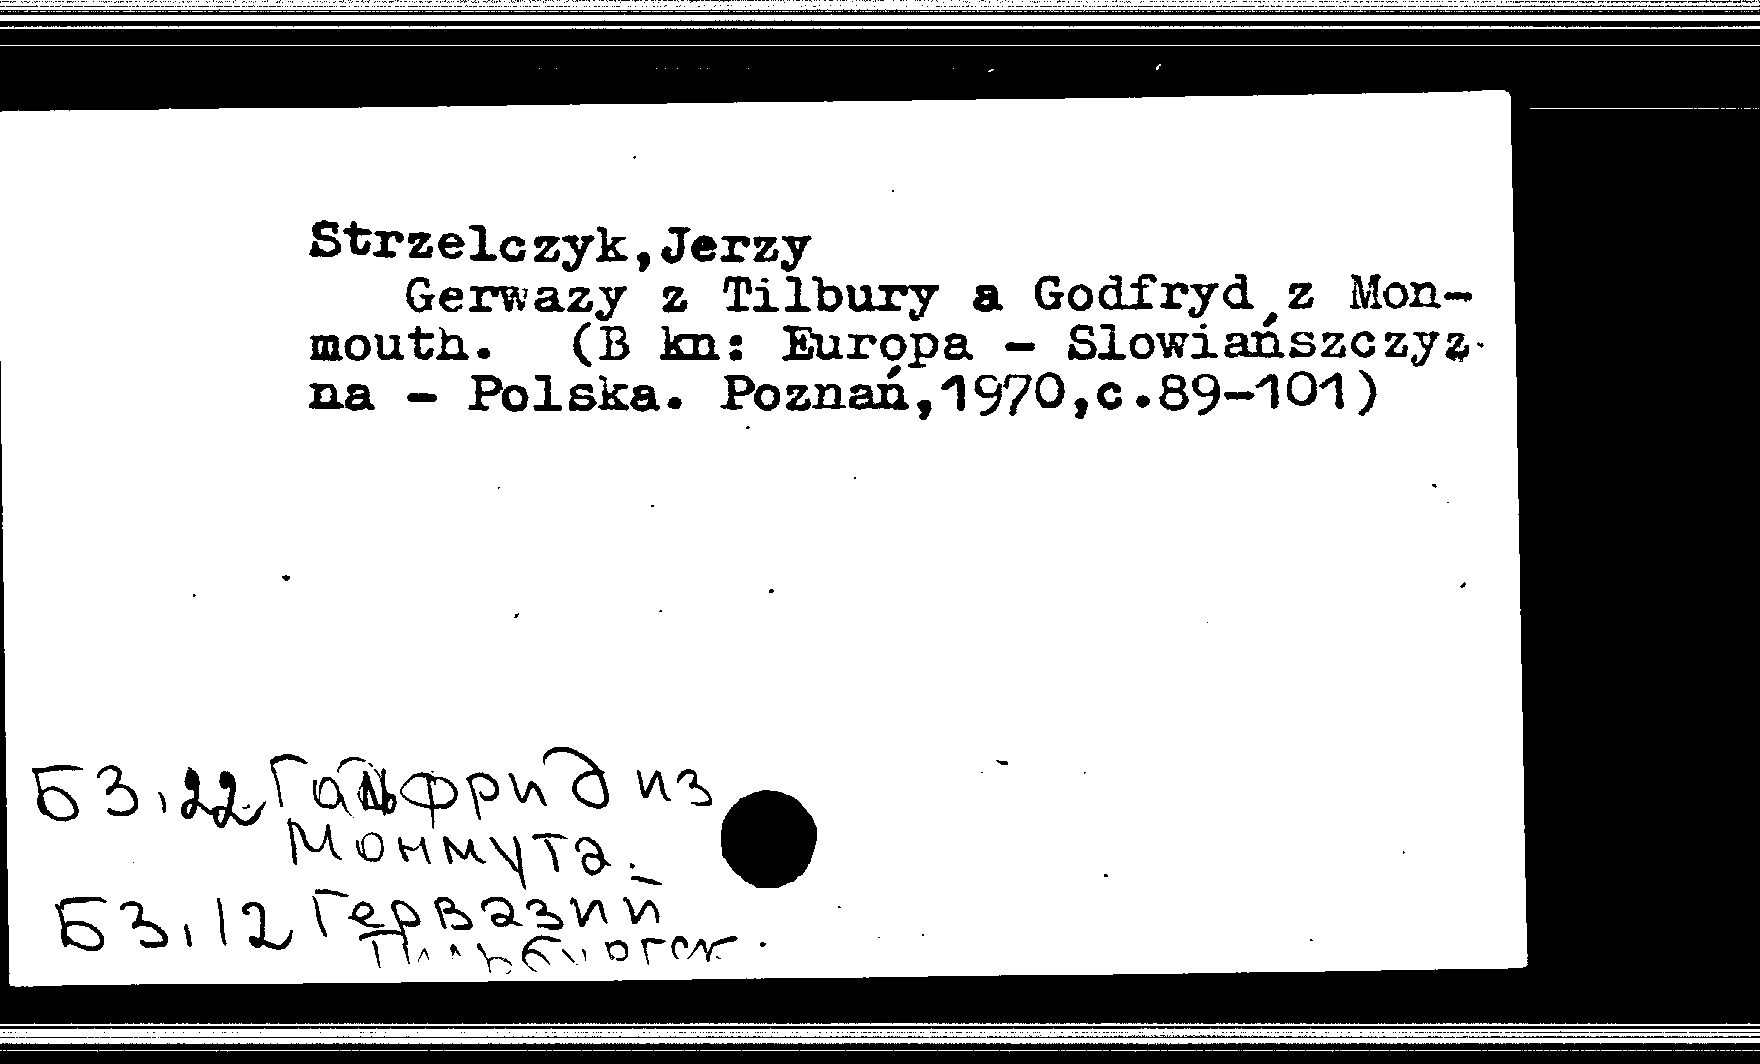 Strzelczyk,Jerzy
Gerwazy z Tilbury a Godfryd z Mon-
mouth. (B kn: Europa - Slowiańszczyz-
na - Polska. Poznań,1970,c.89-101)
Б3,22 Гальфрид из
Монмута.
Б3,12 Гервазий